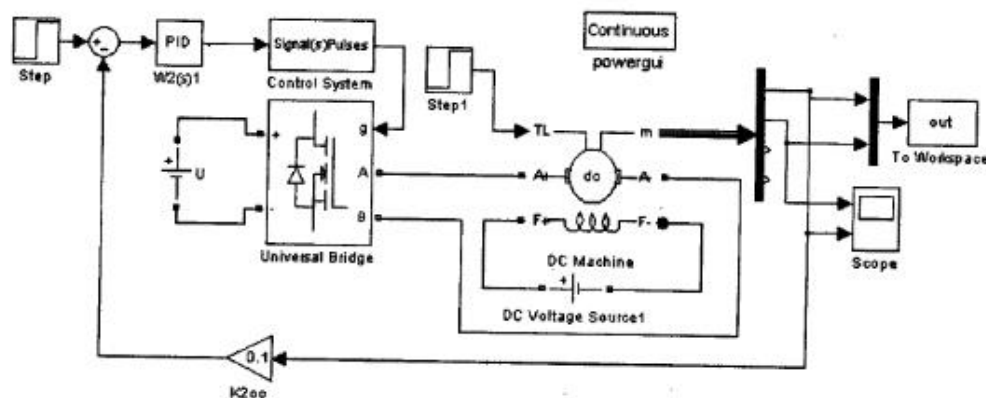 Continuous
powergui
Step
+
-
PID
W2(s)1
Signal(s)Pulses
Control System
Step1
g
TL
m
out
To Workspace
+
U
+
-
A
B
Universal Bridge
dc
A
F
F-
DC Machine
+
DC Voltage Source1
Scope
0.1